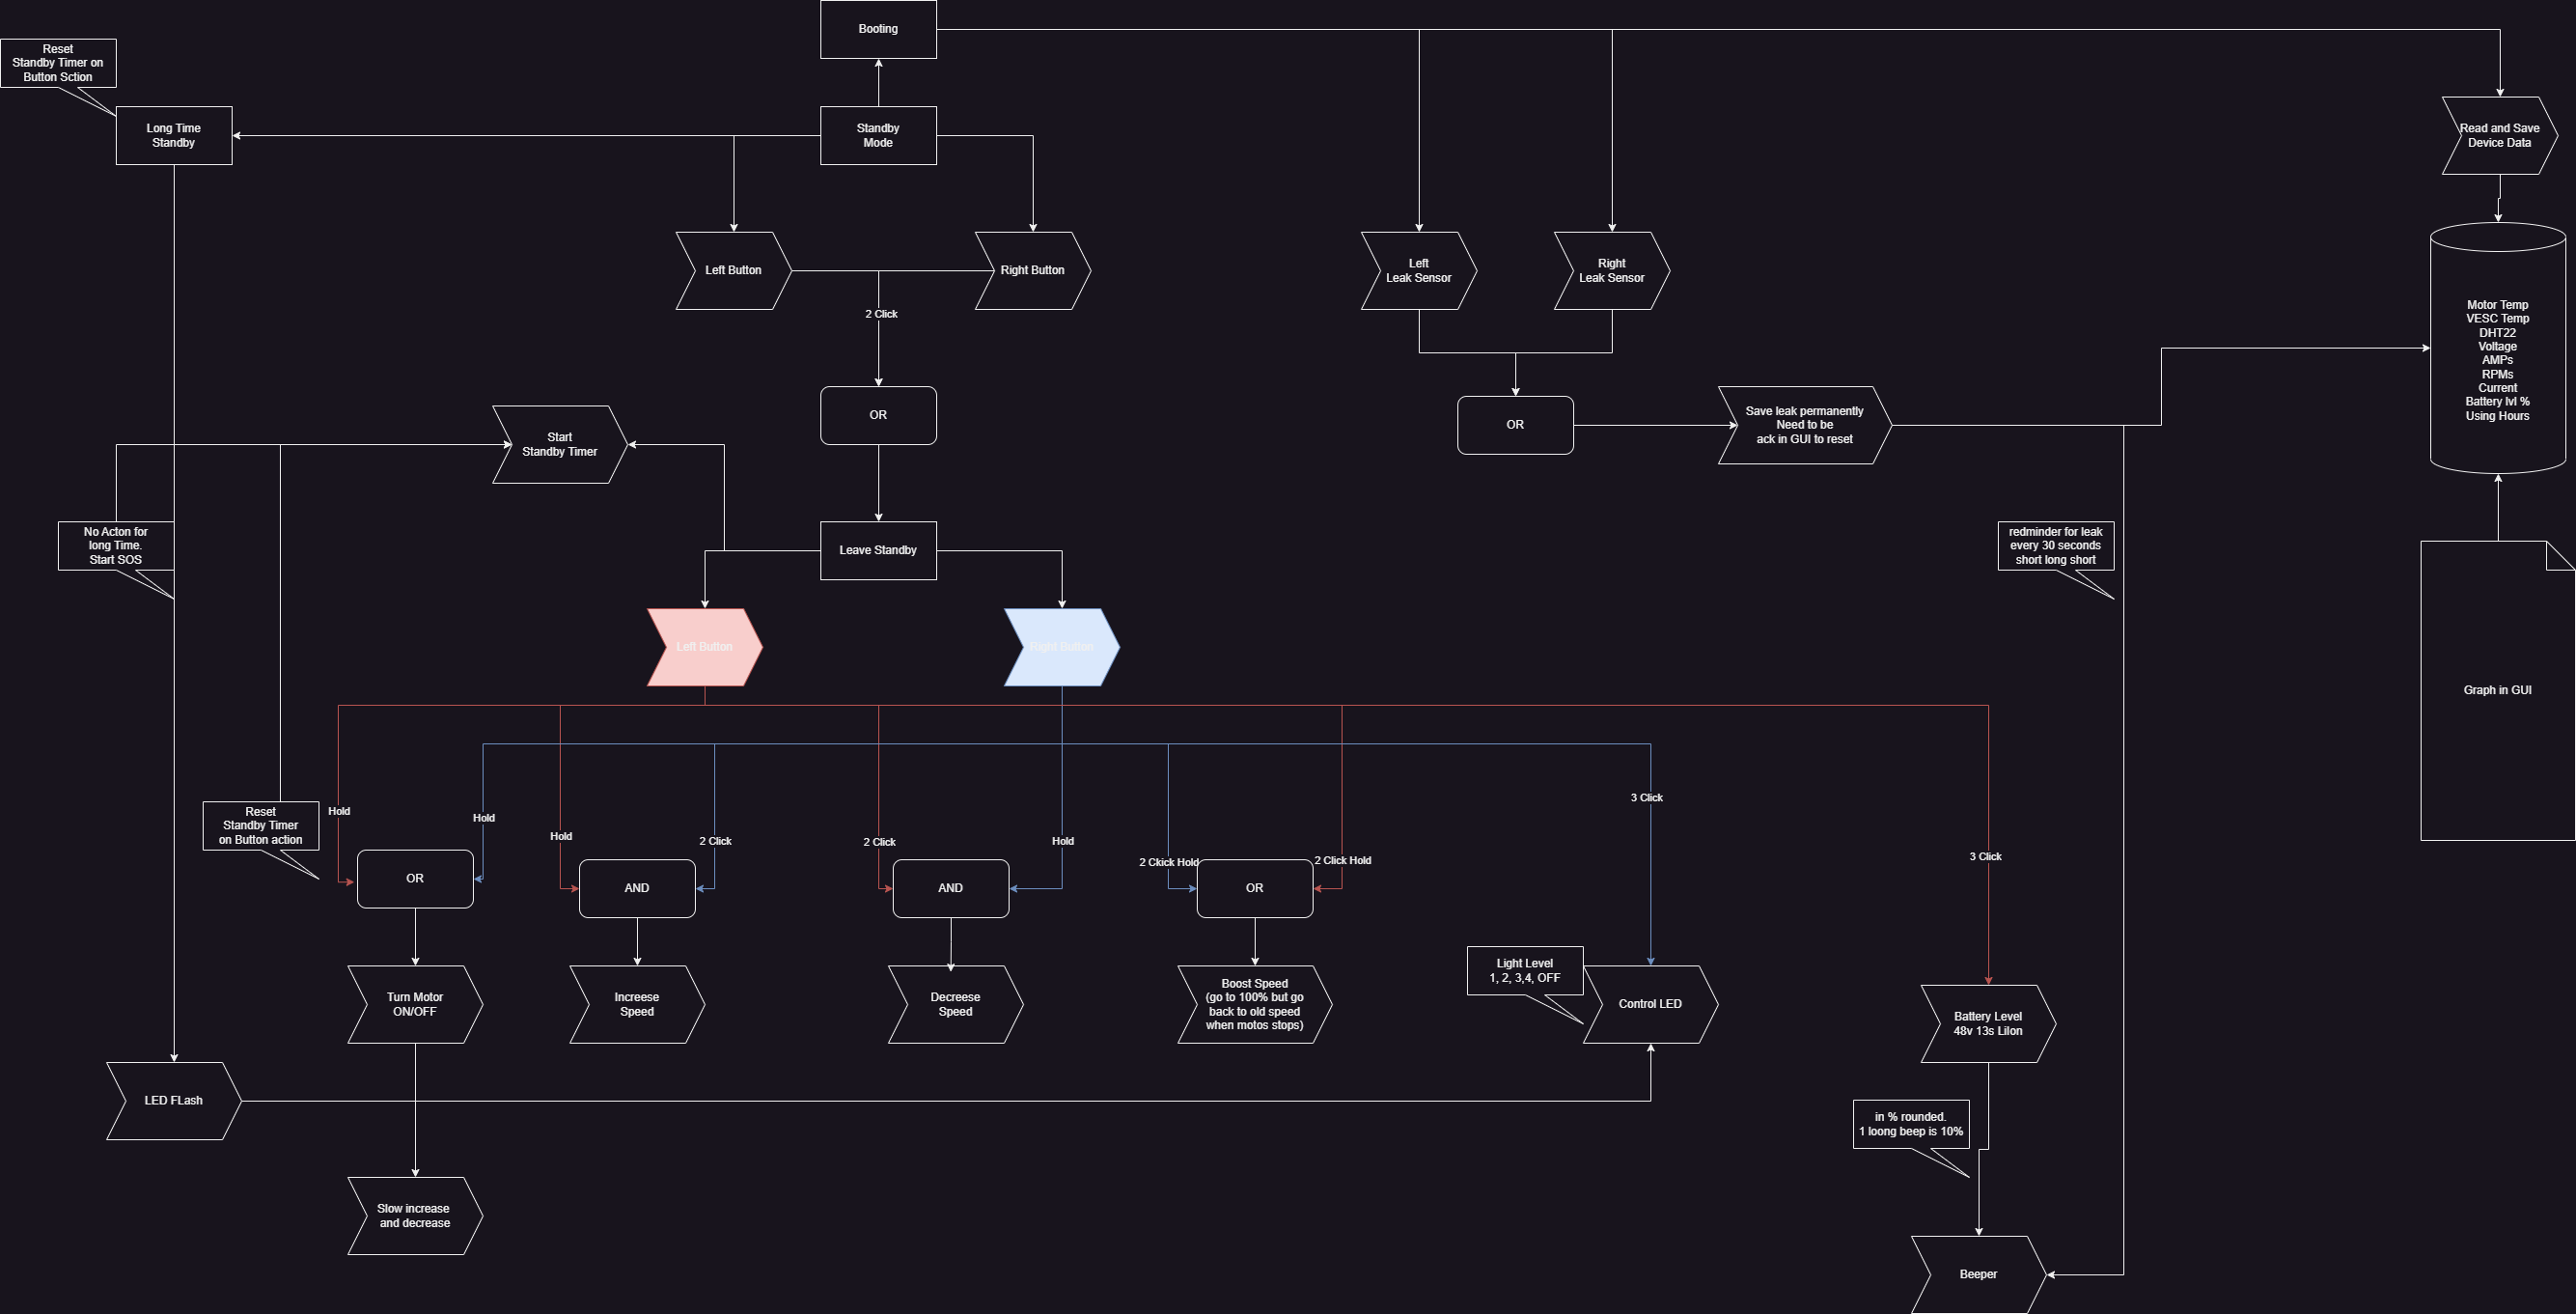 Booting
Reset
Standby Timer on
Button Sction
Long Time
Standby
Standby
Mode
Read and Save
Device Data
Left Button
Right Button
Left
Leak Sensor
Right
Leak Sensor
2 Click
Motor Temp
VESC Temp
DHT22
Voltage
AMPs
RPMs
Current
Battery lvl %
Using Hours
OR
Save leak permanently
Need to be
ack in GUI to reset
OR
Start
Standby Timer
No Acton for
long Time.
Start SOS
Leave Standby
redminder for leak
every 30 seconds
short long short
Left Button
Right Button
Graph in GUI
Reset
Standby Timer
on Button action
Hold
Hold
Hold
2 Click
2 Click
Hold
2 Ckick Hold
2 Click Hold
3 Click
3 Click
OR
AND
AND
OR
Light Level
1, 2, 3,4, OFF
Turn Motor
ON/OFF
Increese
Speed
Decreese
Speed
Boost Speed
(go to 100% but go
back to old speed
when motos stops)
Control LED
Battery Level
48v 13s LiIon
LED FLash
in % rounded.
1 loong beep is 10%
Slow increase
and decrease
Beeper